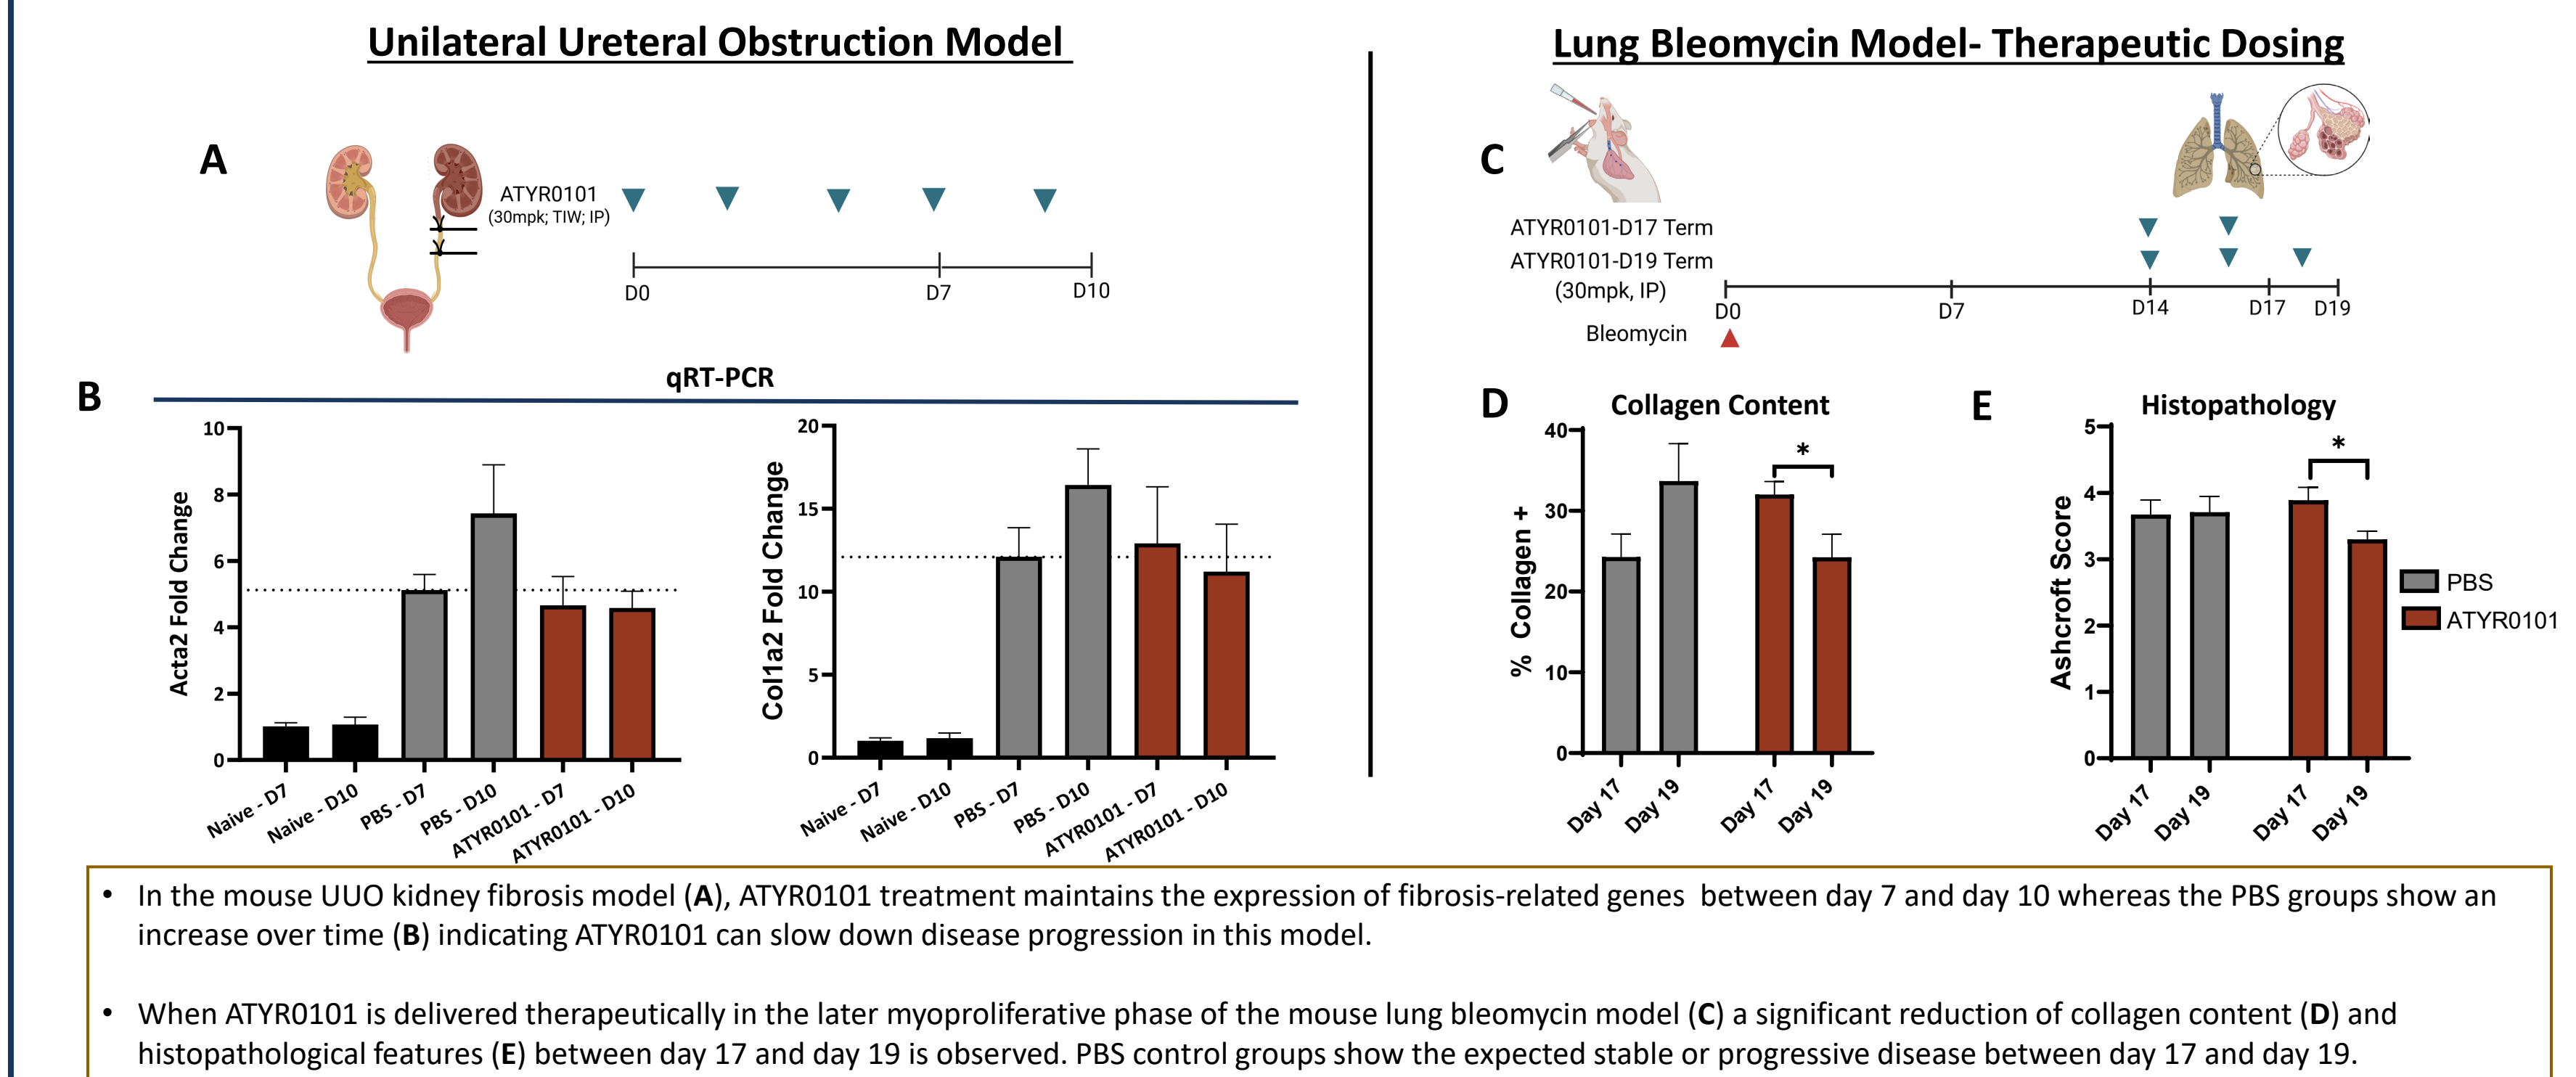 Unilateral Ureteral Obstruction Model
A
ATYR0101
(30mpk; TIW; IP)
D0
D7
D10
B
qRT-PCR
Acta2 Fold Change
10
8
6
4
2
0
Naive - D7
Naive - D10
PBS - D7
PBS - D10
ATYR0101 - D7
ATYR0101 - D10
Col1a2 Fold Change
20
15
10
5
0
Naive - D7
Naive - D10
PBS - D7
PBS - D10
ATYR0101 - D7
ATYR0101 - D10
Lung Bleomycin Model- Therapeutic Dosing
C
ATYR0101-D17 Term
ATYR0101-D19 Term
(30mpk, IP)
D0
D7
D14
D17
D19
Bleomycin
D
Collagen Content
% Collagen +
40
30
20
10
0
*
Day 17
Day 19
Day 17
Day 19
E
Histopathology
Ashcroft Score
5
4
3
2
1
0
*
Day 17
Day 19
Day 17
Day 19
PBS
ATYR0101
• In the mouse UUO kidney fibrosis model (A), ATYR0101 treatment maintains the expression of fibrosis-related genes between day 7 and day 10 whereas the PBS groups show an
increase over time (B) indicating ATYR0101 can slow down disease progression in this model.
• When ATYR0101 is delivered therapeutically in the later myoproliferative phase of the mouse lung bleomycin model (C) a significant reduction of collagen content (D) and
histopathological features (E) between day 17 and day 19 is observed. PBS control groups show the expected stable or progressive disease between day 17 and day 19.